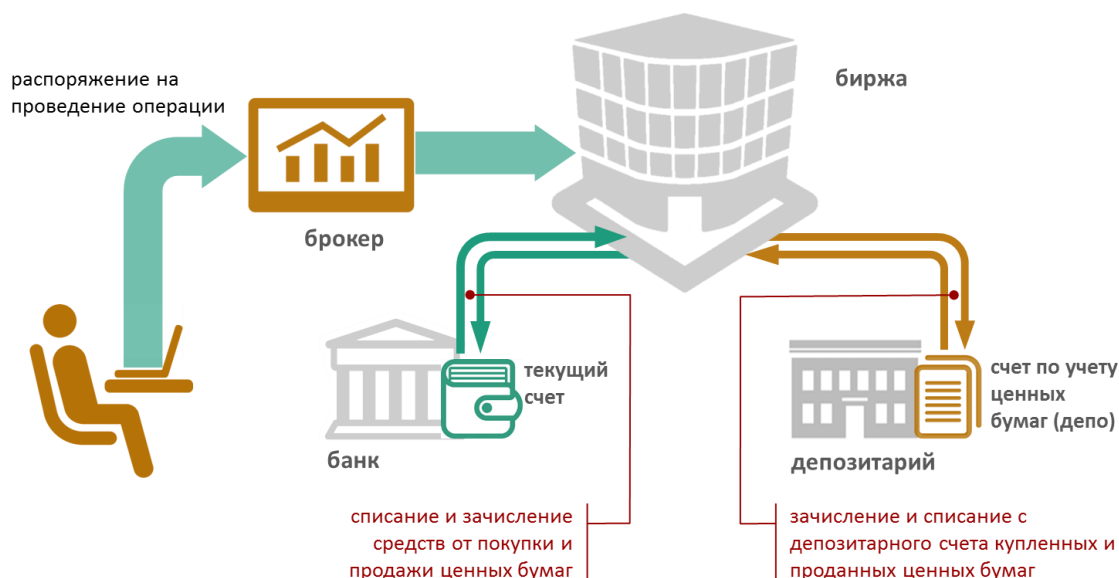 распоряжение на
проведение операции
биржа
брокер
текущий
счет
счет по учету
ценных
бумаг (депо)
банк
депозитарий
списание и зачисление
средств от покупки и
продажи ценных бумаг
зачисление и списание с
депозитарного счета купленных и
проданных ценных бумаг